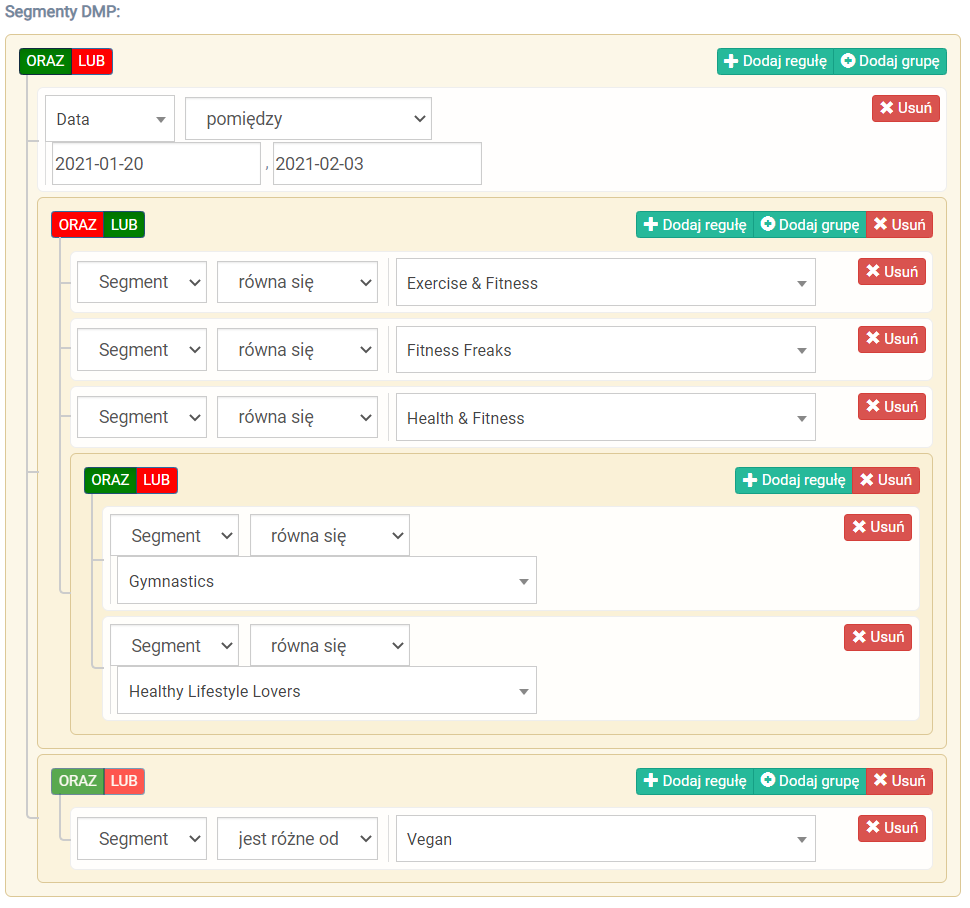 Segmenty DMP:
ORAZ LUB Dodaj regułę Dodaj grupę
Data pomiędzy Usuń
2021-01-20 , 2021-02-03
ORAZ LUB Dodaj regułę Dodaj grupę Usuń
Segment równa się Exercise & Fitness Usuń
Segment równa się Fitness Freaks Usuń
Segment równa się Health & Fitness Usuń
ORAZ LUB Dodaj regułę Usuń
Segment równa się Usuń
Gymnastics
Segment równa się Usuń
Healthy Lifestyle Lovers
ORAZ LUB Dodaj regułę Dodaj grupę Usuń
Segment jest różne od Vegan Usuń